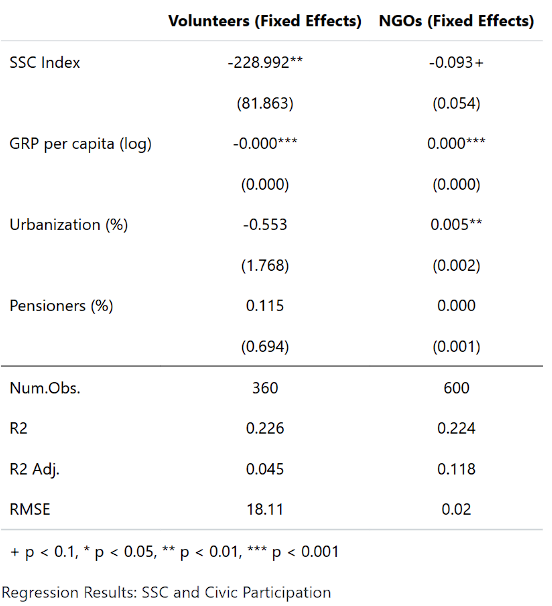 Volunteers (Fixed Effects) NGOs (Fixed Effects)
SSC Index -228.992** -0.093+
(81.863) (0.054)
GRP per capita (log) -0.000*** 0.000***
(0.000) (0.000)
Urbanization (%) -0.553 0.005**
(1.768) (0.002)
Pensioners (%) 0.115 0.000
(0.694) (0.001)
Num.Obs. 360 600
R2 0.226 0.224
R2 Adj. 0.045 0.118
RMSE 18.11 0.02
+ p < 0.1, * p < 0.05, ** p < 0.01, *** p < 0.001
Regression Results: SSC and Civic Participation